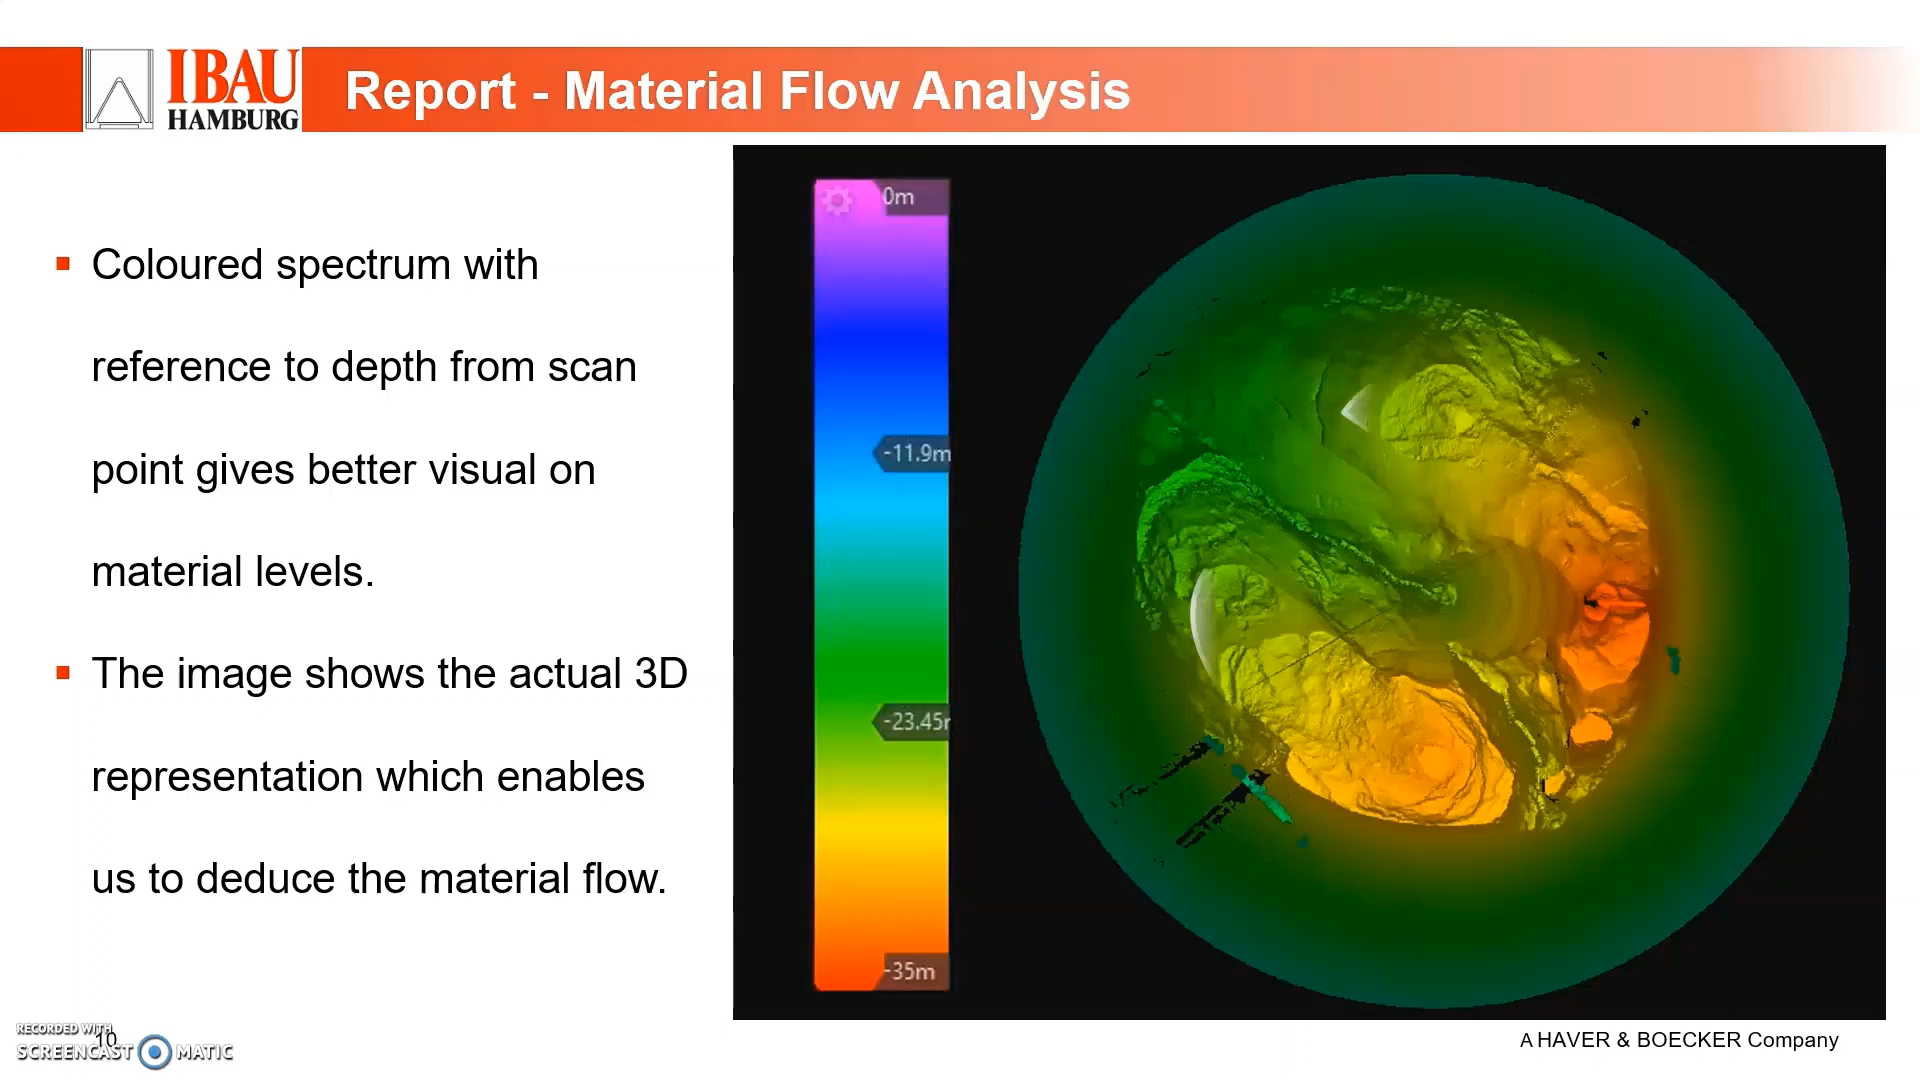 IBAU
HAMBURG
Report - Material Flow Analysis
Coloured spectrum with
reference to depth from scan
point gives better visual on
material levels.
The image shows the actual 3D
representation which enables
us to deduce the material flow.
0m
-11.9m
-23.45
-35m
RECORDED WITH
SCREENCAST MATIC
10
A HAVER & BOECKER Company